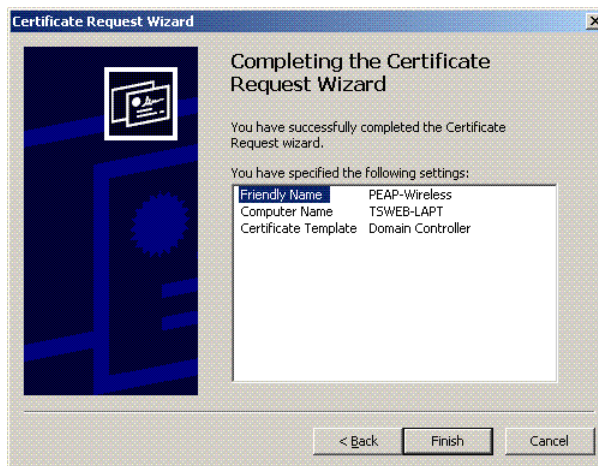 Certificate Request Wizard
Completing the Certificate
Request Wizard
You have successfully completed the Certificate
Request wizard.
You have specified the following settings:
Friendly Name PEAP-Wireless
Computer Name TSWEB-LAPT
Certificate Template Domain Controller
< Back Finish Cancel